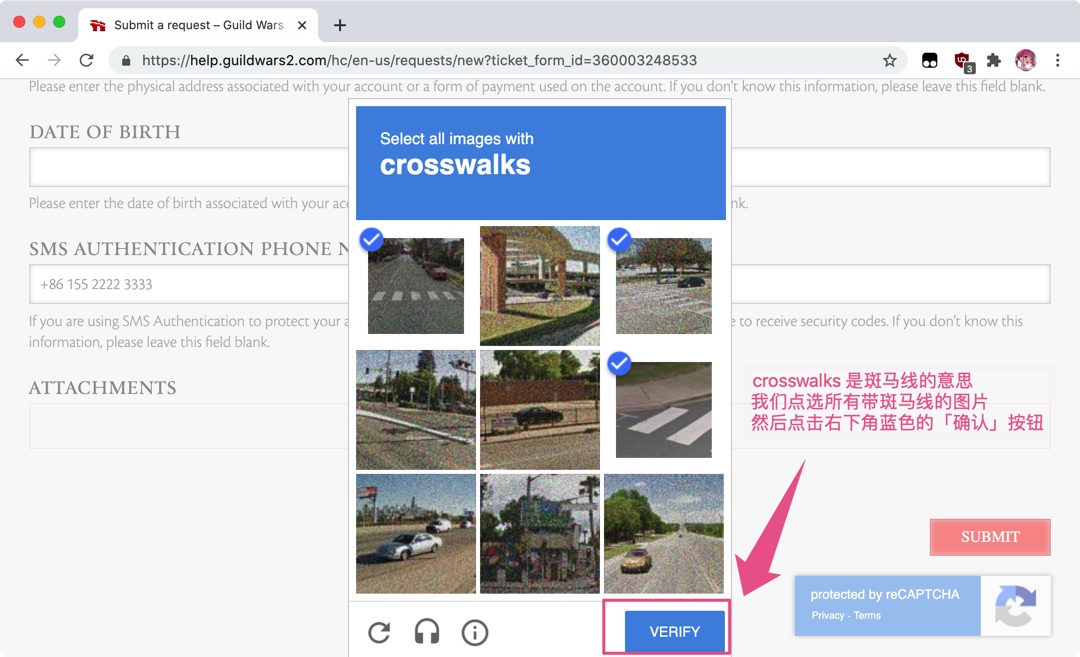 Submit a request – Guild Wars
https://help.guildwars2.com/hc/en-us/requests/new?ticket_form_id=360003248533
3
Please enter the physical address associated with your account or a form of payment used on the account. If you don't know this information, please leave this field blank.
DATE OF BIRTH
Please enter the date of birth associated with your acc
nk.
SMS AUTHENTICATION PHONE N
+86 155 2222 3333
If you are using SMS Authentication to protect your a
e to receive security codes. If you don't know this
information, please leave this field blank.
ATTACHMENTS
Select all images with
crosswalks
crosswalks 是斑马线的意思
我们点选所有带斑马线的图片
然后点击右下角蓝色的「确认」按钮
SUBMIT
protected by reCAPTCHA
Privacy - Terms
VERIFY